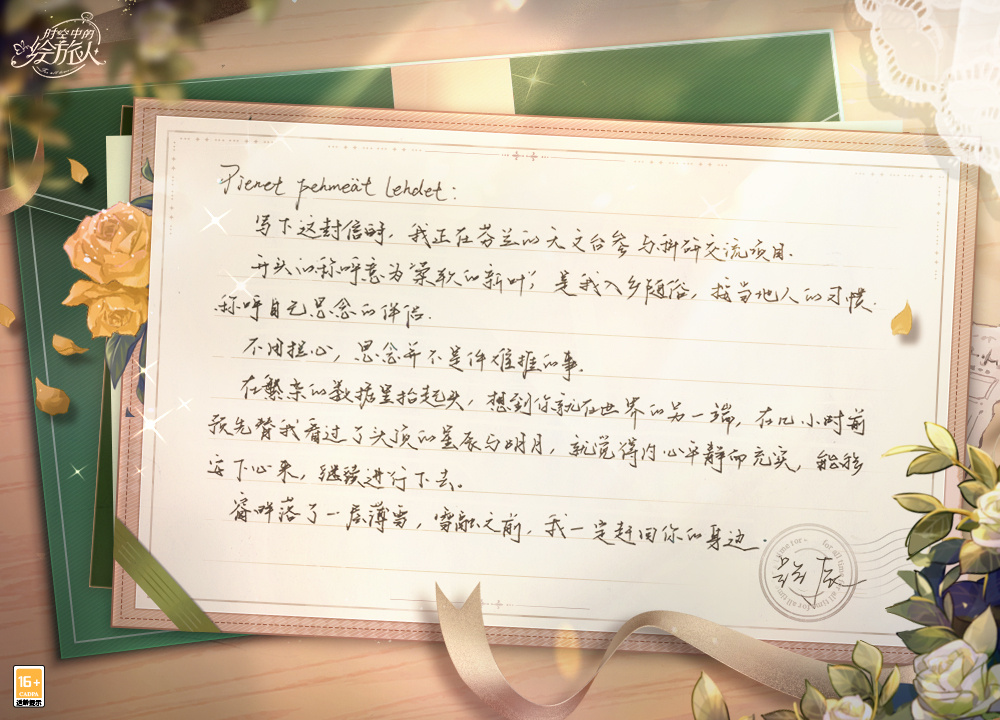 时空中的
绘旅人
Pienet pehmeät lehdet:
写下这封信时，我正在芬兰的天文台参与科研交流项目.
开头的称呼意为“柔软的新叶”，是我入乡随俗，按当地人的习惯.
称呼自己思念的伴侣.
不用担心，思念并不是件难捱的事.
在繁杂的数据里抬起头，想到你就在世界的另一端，在几小时前
预先替我看过了头顶的星辰与明月，就觉得内心平静而充实，能够
安下心来，继续进行下去。
窗畔落了一层薄雪，雪融之前，我一定赶回你的身边.
time for
for all time
16+
CADPA
适龄提示